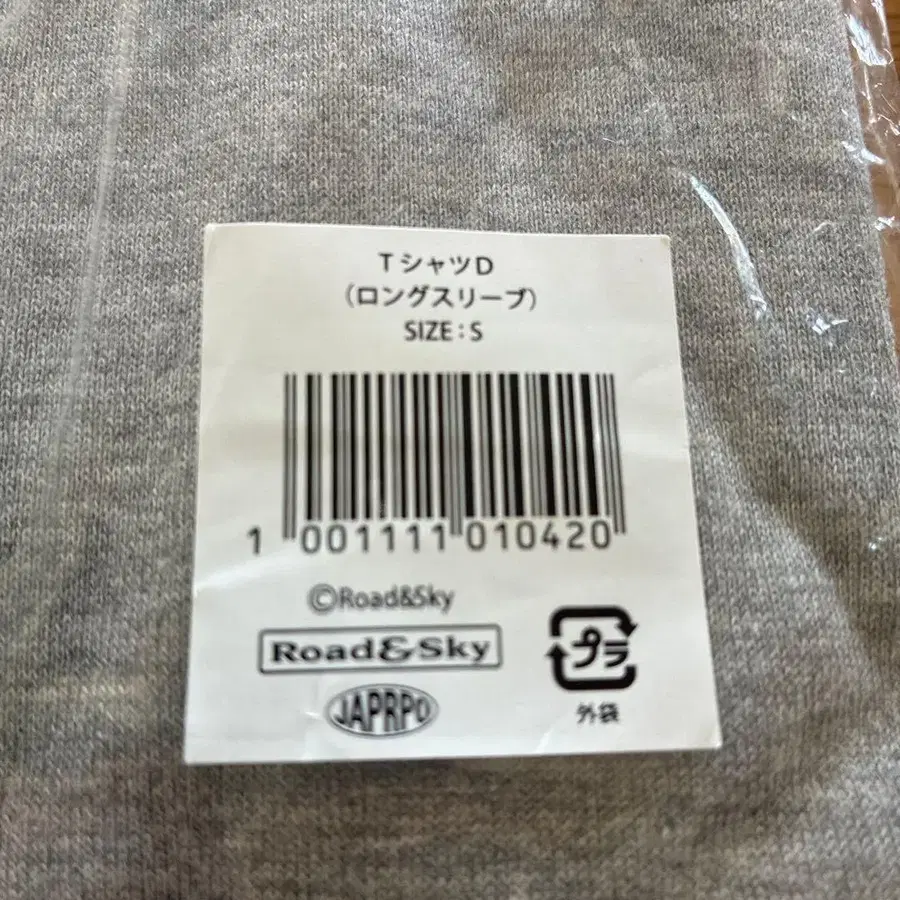 TシャツD
（ロングスリーブ）
SIZE：S
1 001111 010420
©Road&Sky
Road&Sky
JAPRPO
プラ
外袋